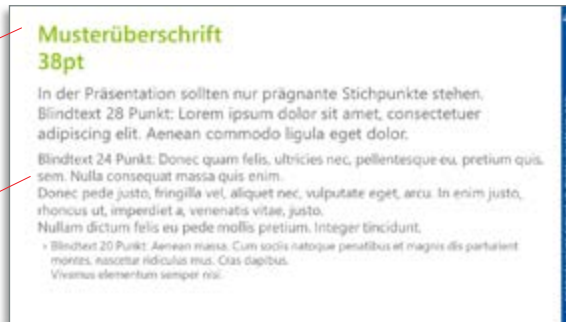 Musterüberschrift
38pt
In der Präsentation sollten nur prägnante Stichpunkte stehen.
Blindtext 28 Punkt: Lorem ipsum dolor sit amet, consectetuer
adipiscing elit. Aenean commodo ligula eget dolor.
Blindtext 24 Punkt: Donec quam felis, ultricies nec, pellentesque eu, pretium quis,
sem. Nulla consequat massa quis enim.
Donec pede justo, fringilla vel, aliquet nec, vulputate eget, arcu. In enim justo,
rhoncus ut, imperdiet a, venenatis vitae, justo.
Nullam dictum felis eu pede mollis pretium. Integer tincidunt.
• Blindtext 20 Punkt: Aenean massa. Cum sociis natoque penatibus et magnis dis parturient
montes, nascetur ridiculus mus. Cras dapibus.
Vivamus elementum semper nisi.